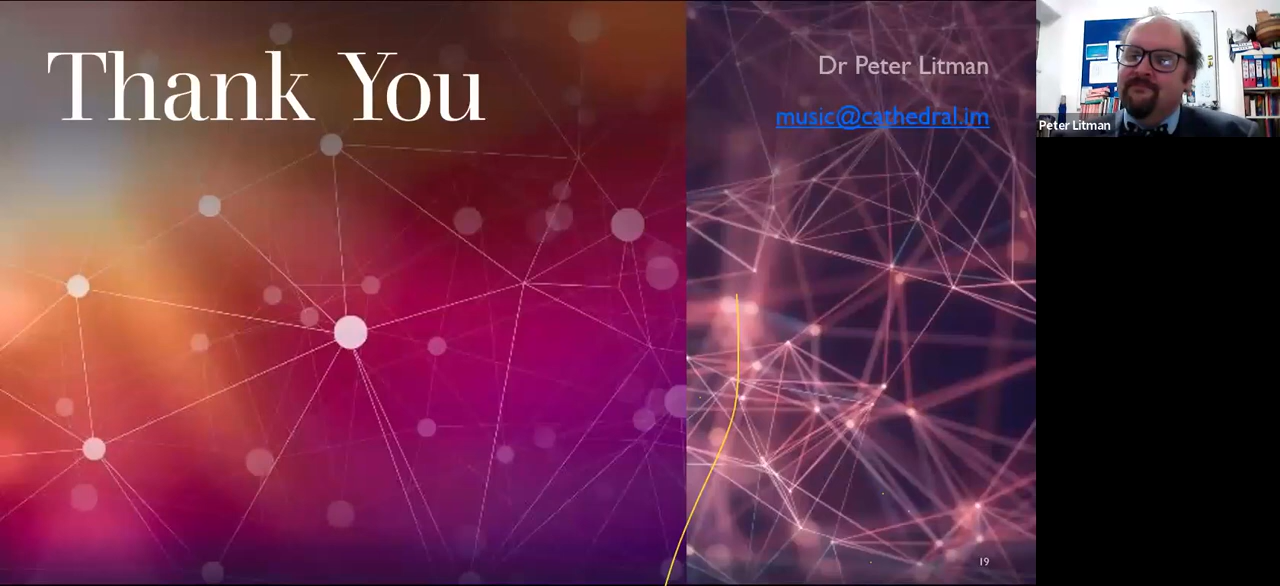 Thank You
Dr Peter Litman
music@cathedral.im
Peter Litman
19